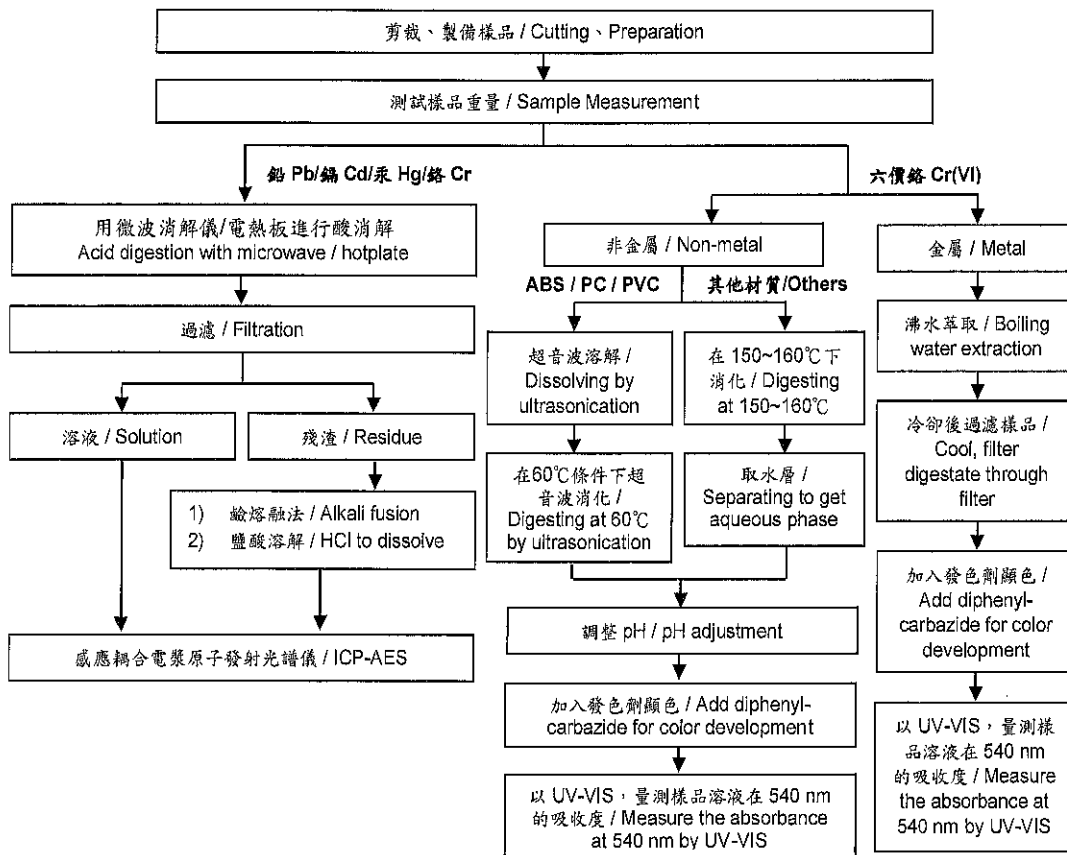 剪裁、製備樣品 / Cutting、Preparation
測試樣品重量 / Sample Measurement
鉛 Pb/鎘 Cd/汞 Hg/鉻 Cr
六價鉻 Cr(VI)
用微波消解儀/電熱板進行酸消解
Acid digestion with microwave / hotplate
過濾 / Filtration
溶液 / Solution
殘渣 / Residue
1) 鹼熔融法 / Alkali fusion
2) 鹽酸溶解 / HCl to dissolve
感應耦合電漿原子發射光譜儀 / ICP-AES
非金屬 / Non-metal
ABS / PC / PVC
其他材質/Others
超音波溶解 /
Dissolving by
ultrasonication
在60℃條件下超
音波消化 /
Digesting at 60℃
by ultrasonication
在 150~160℃下
消化 / Digesting
at 150~160℃
取水層 /
Separating to get
aqueous phase
調整 pH / pH adjustment
加入發色劑顯色 / Add diphenyl-
carbazide for color development
以 UV-VIS，量測樣品溶液在 540 nm
的吸收度 / Measure the absorbance
at 540 nm by UV-VIS
金屬 / Metal
沸水萃取 / Boiling
water extraction
冷卻後過濾樣品 /
Cool, filter
digestate through
filter
加入發色劑顯色 /
Add diphenyl-
carbazide for color
development
以 UV-VIS，量測樣
品溶液在 540 nm
的吸收度 / Measure
the absorbance at
540 nm by UV-VIS